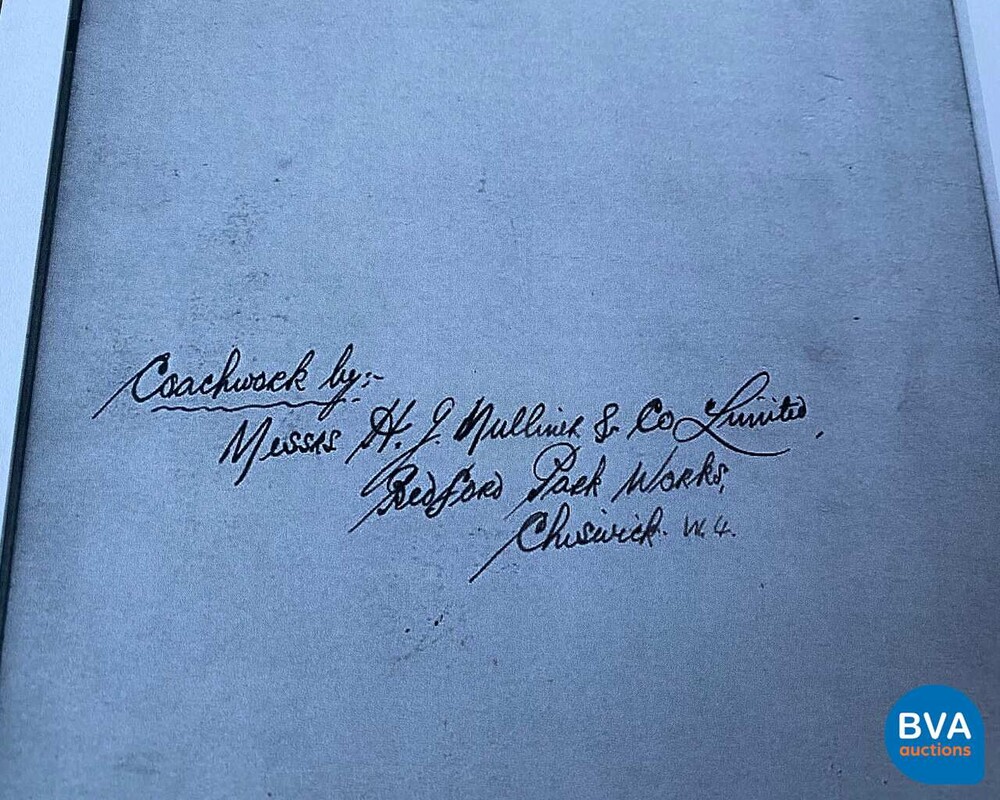 Coachwork by:-
Messrs H. J. Mulliner & Co Limited,
Bedford Park Works,
Chiswick. W.4.
BVA
auctions